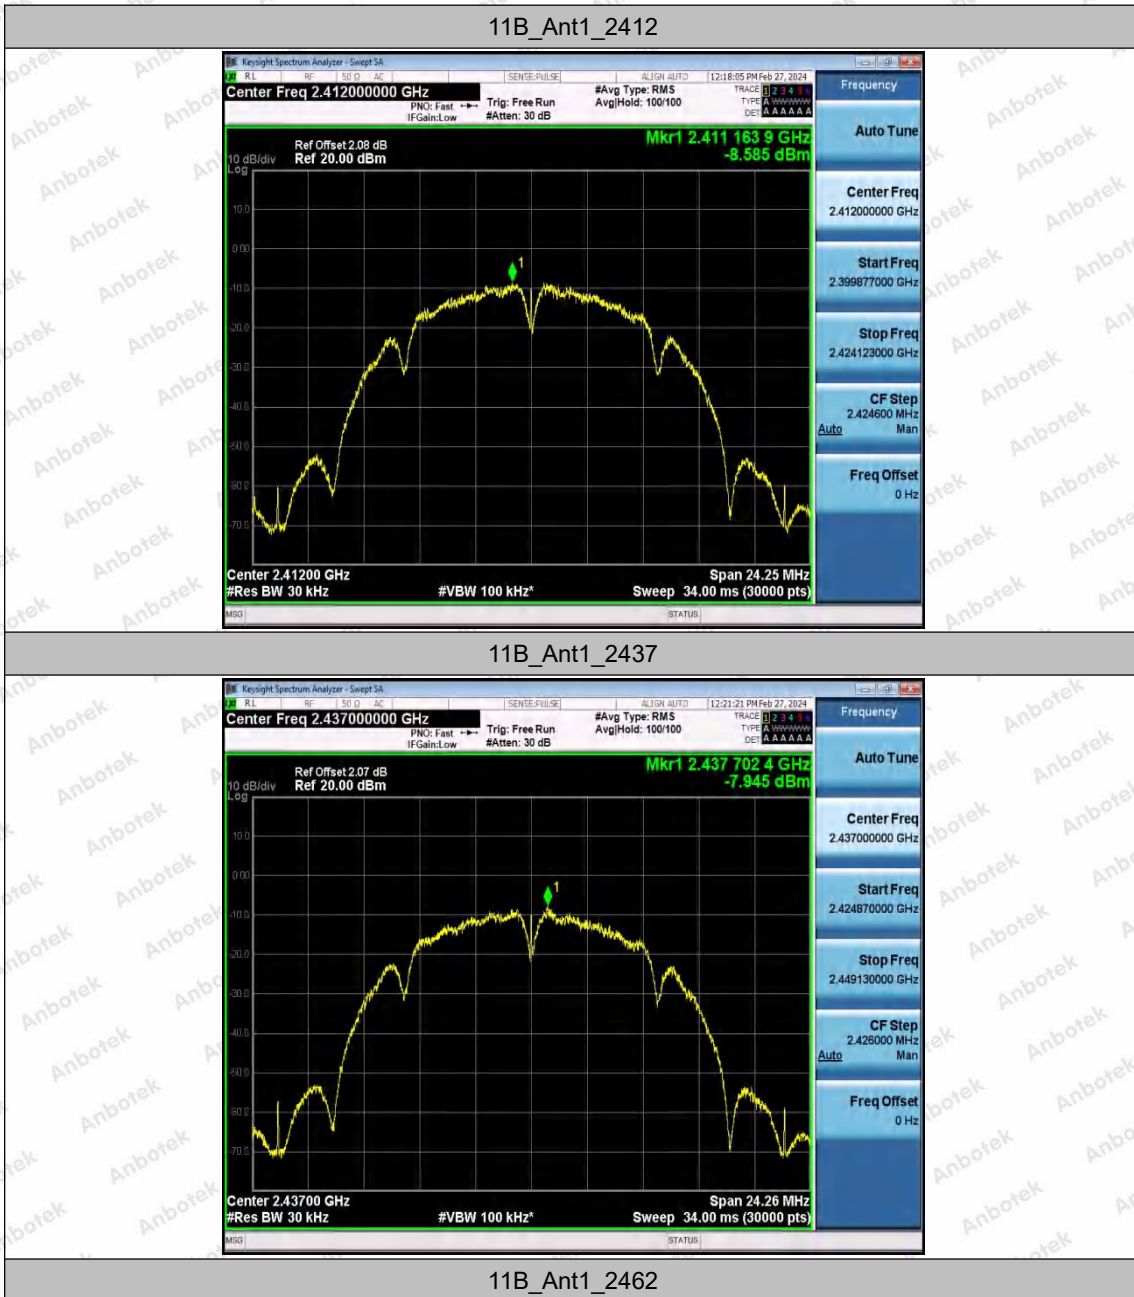 11B_Ant1_2412
Keysight Spectrum Analyzer - Swept SA
RL RF 50 Ω AC SENSE:PULSE ALIGN AUTO 12:18:05 PM Feb 27, 2024
Center Freq 2.412000000 GHz
PNO: Fast
IFGain:Low
Trig: Free Run
#Atten: 30 dB
#Avg Type: RMS
Avg|Hold: 100/100
TRACE 1 2 3 4 5 6
TYPE A WWWWW
DET A A A A A A
Mkr1 2.411 163 9 GHz
-8.585 dBm
Ref Offset 2.08 dB
10 dB/div Ref 20.00 dBm
Log
10.0
0.00
-10.0
-20.0
-30.0
-40.0
-50.0
-60.0
-70.0
1
Center 2.41200 GHz Span 24.25 MHz
#Res BW 30 kHz #VBW 100 kHz* Sweep 34.00 ms (30000 pts)
MSG STATUS
Frequency
Auto Tune
Center Freq
2.412000000 GHz
Start Freq
2.399877000 GHz
Stop Freq
2.424123000 GHz
CF Step
2.424600 MHz
Auto Man
Freq Offset
0 Hz
11B_Ant1_2437
Keysight Spectrum Analyzer - Swept SA
RL RF 50 Ω AC SENSE:PULSE ALIGN AUTO 12:21:21 PM Feb 27, 2024
Center Freq 2.437000000 GHz
PNO: Fast
IFGain:Low
Trig: Free Run
#Atten: 30 dB
#Avg Type: RMS
Avg|Hold: 100/100
TRACE 1 2 3 4 5 6
TYPE A WWWWW
DET A A A A A A
Mkr1 2.437 702 4 GHz
-7.945 dBm
Ref Offset 2.07 dB
10 dB/div Ref 20.00 dBm
Log
10.0
0.00
-10.0
-20.0
-30.0
-40.0
-50.0
-60.0
-70.0
1
Center 2.43700 GHz Span 24.26 MHz
#Res BW 30 kHz #VBW 100 kHz* Sweep 34.00 ms (30000 pts)
MSG STATUS
Frequency
Auto Tune
Center Freq
2.437000000 GHz
Start Freq
2.424870000 GHz
Stop Freq
2.449130000 GHz
CF Step
2.426000 MHz
Auto Man
Freq Offset
0 Hz
11B_Ant1_2462
Anbotek